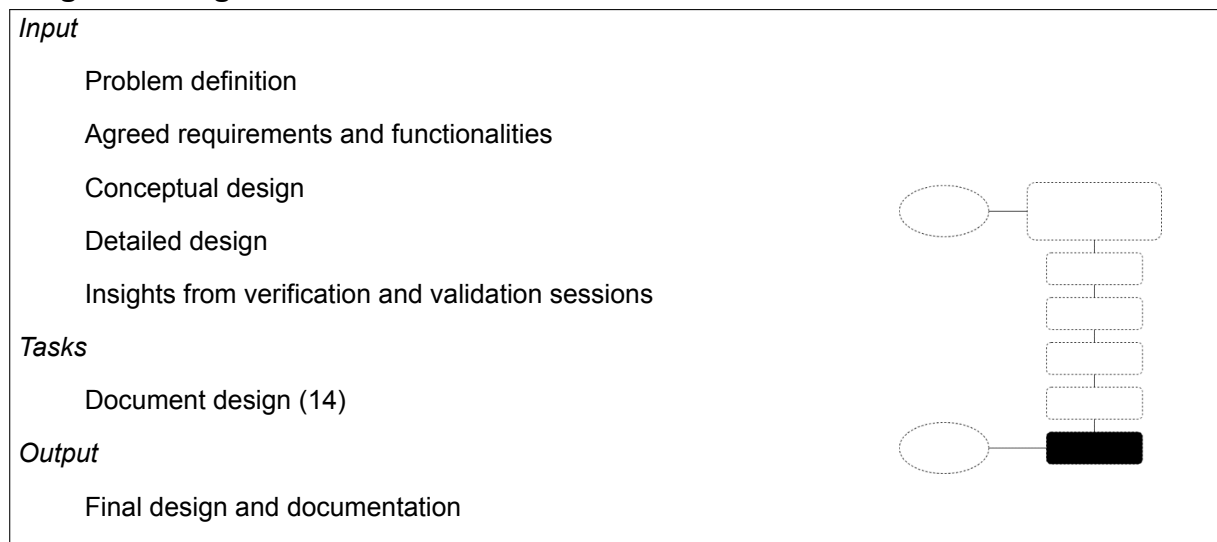 Input
Problem definition
Agreed requirements and functionalities
Conceptual design
Detailed design
Insights from verification and validation sessions
Tasks
Document design (14)
Output
Final design and documentation